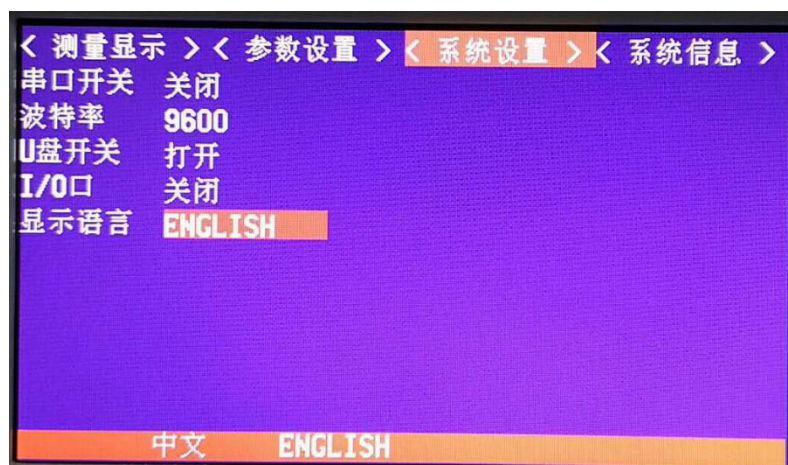 < 测量显示 > < 参数设置 > < 系统设置 > < 系统信息 >
串口开关 关闭
波特率 9600
U盘开关 打开
I/O口 关闭
显示语言 ENGLISH
中文 ENGLISH